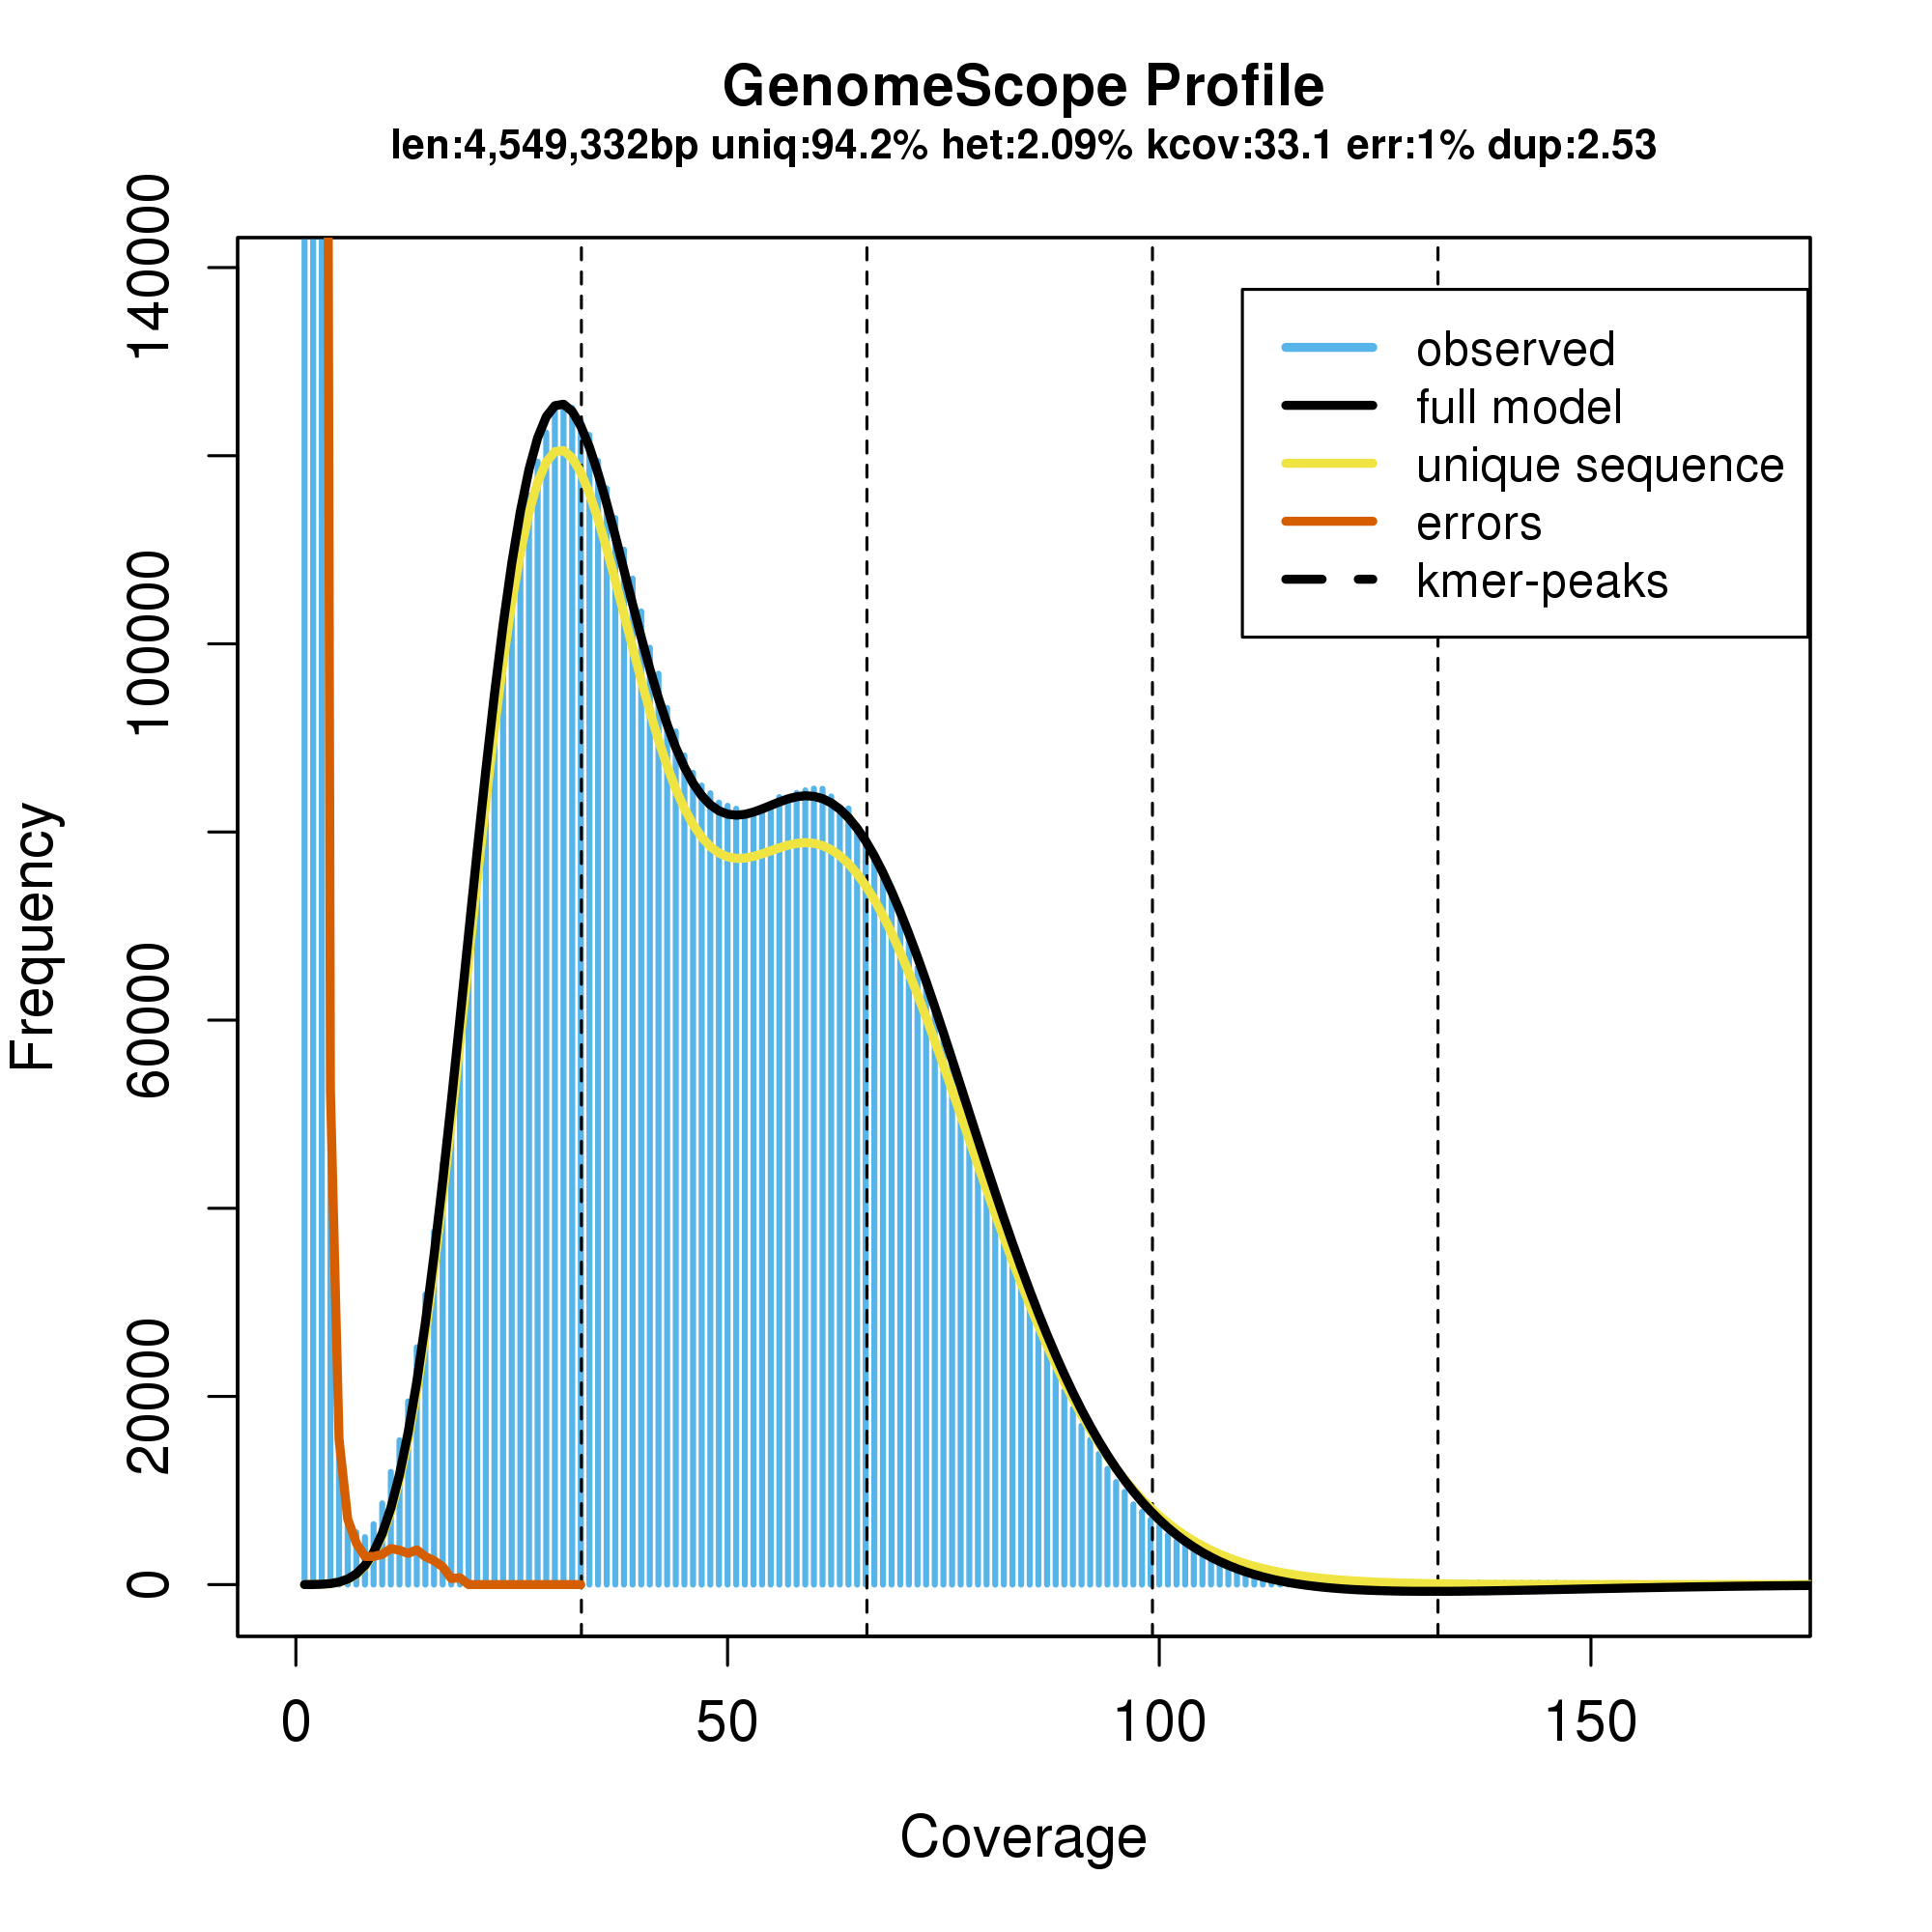 GenomeScope Profile
len:4,549,332bp uniq:94.2% het:2.09% kcov:33.1 err:1% dup:2.53
140000
100000
60000
20000
0
Frequency
observed
full model
unique sequence
errors
kmer-peaks
0 50 100 150
Coverage